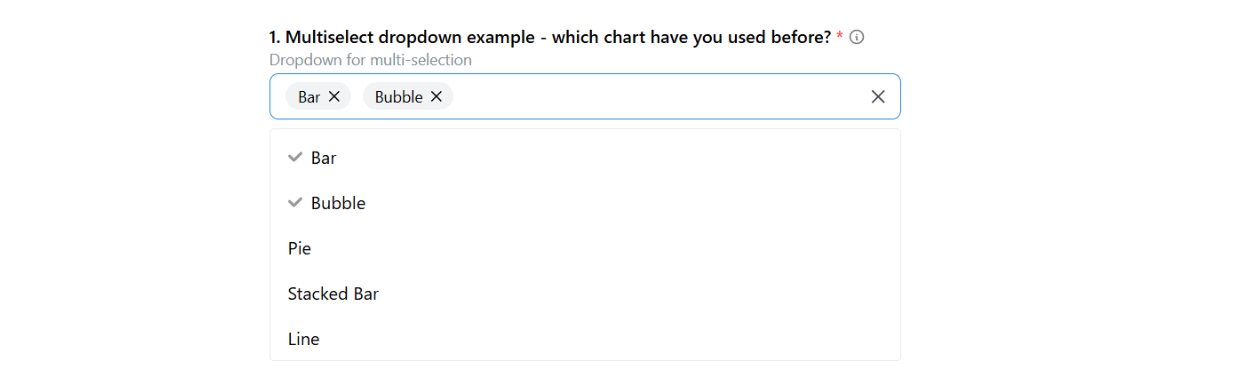 1. Multiselect dropdown example - which chart have you used before? *
Dropdown for multi-selection
Bar Bubble
Bar
Bubble
Pie
Stacked Bar
Line